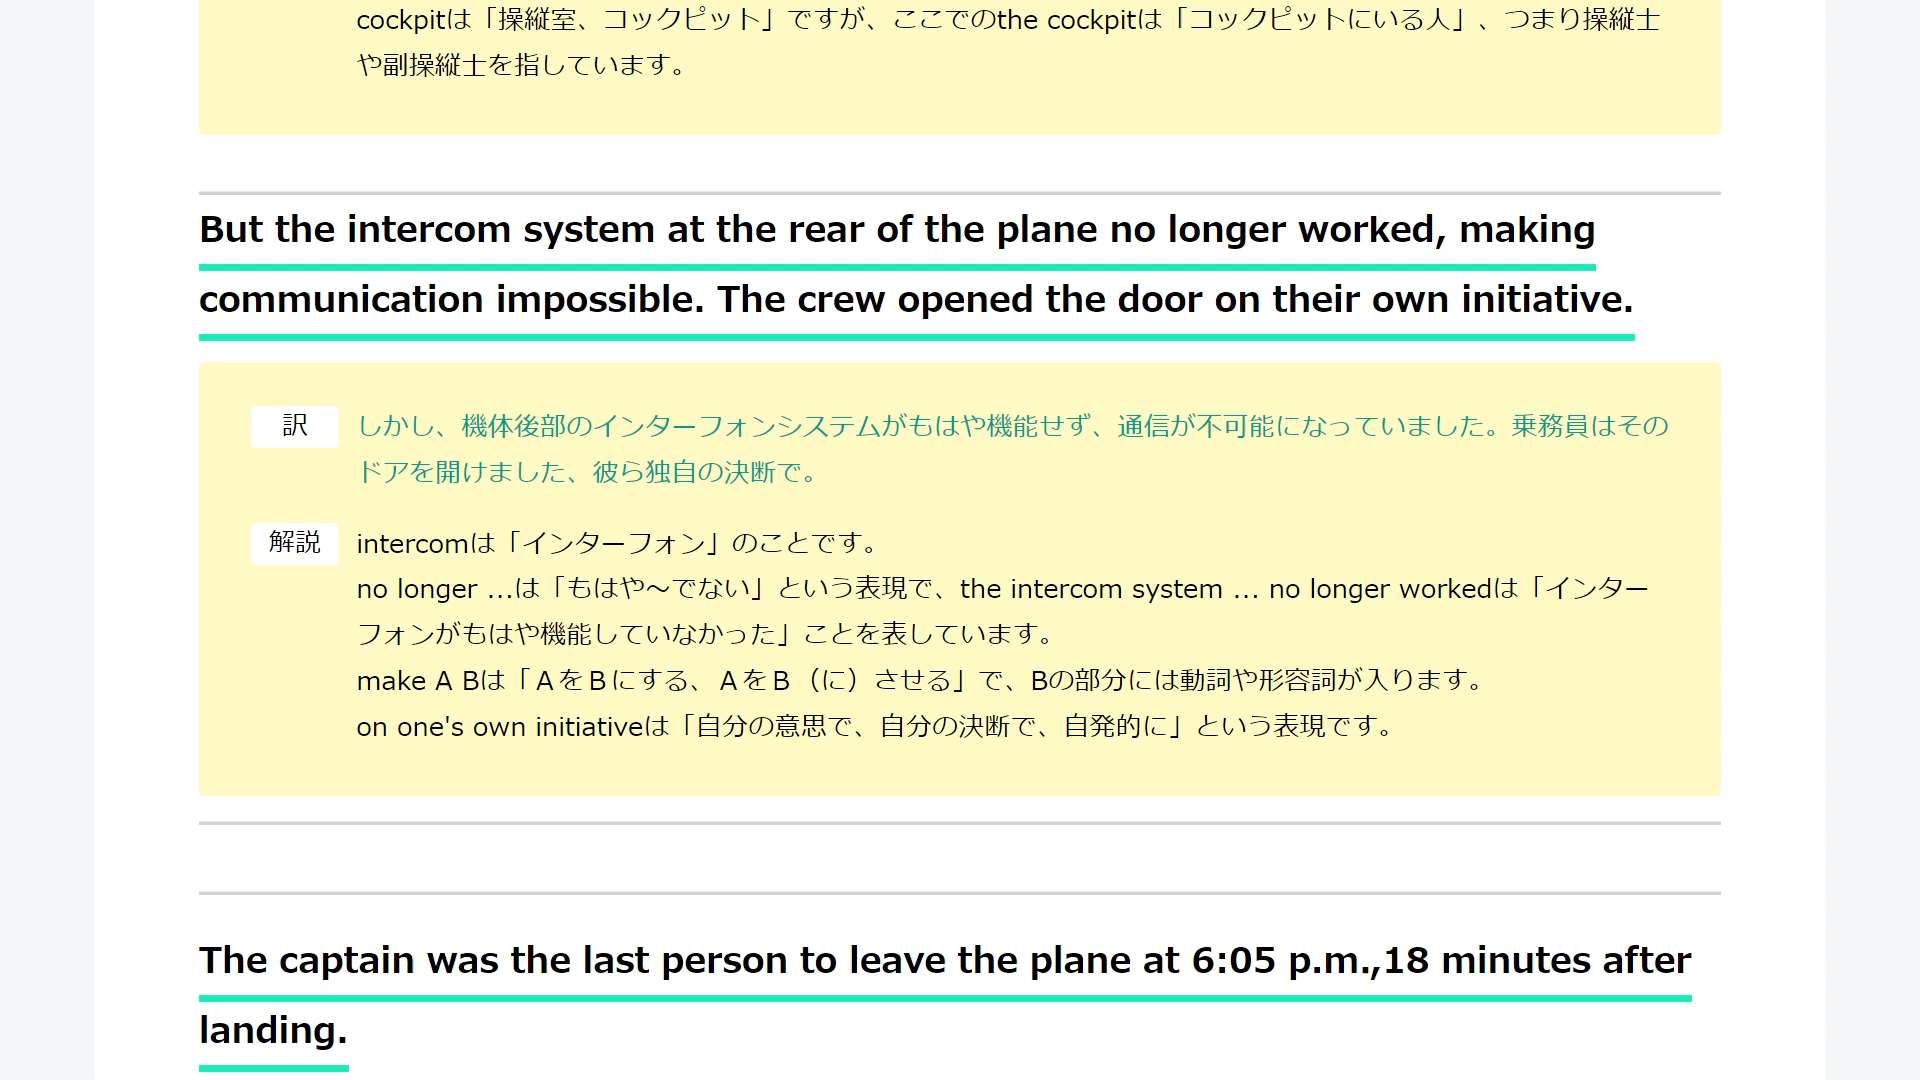 cockpitは「操縦室、コックピット」ですが、ここでのthe cockpitは「コックピットにいる人」、つまり操縦士
や副操縦士を指しています。
But the intercom system at the rear of the plane no longer worked, making
communication impossible. The crew opened the door on their own initiative.
訳 しかし、機体後部のインターフォンシステムがもはや機能せず、通信が不可能になっていました。乗務員はその
ドアを開けました、彼ら独自の決断で。
解説 intercomは「インターフォン」のことです。
no longer ...は「もはや～でない」という表現で、the intercom system ... no longer workedは「インター
フォンがもはや機能していなかった」ことを表しています。
make A Bは「ＡをＢにする、ＡをＢ（に）させる」で、Bの部分には動詞や形容詞が入ります。
on one's own initiativeは「自分の意思で、自分の決断で、自発的に」という表現です。
The captain was the last person to leave the plane at 6:05 p.m.,18 minutes after
landing.